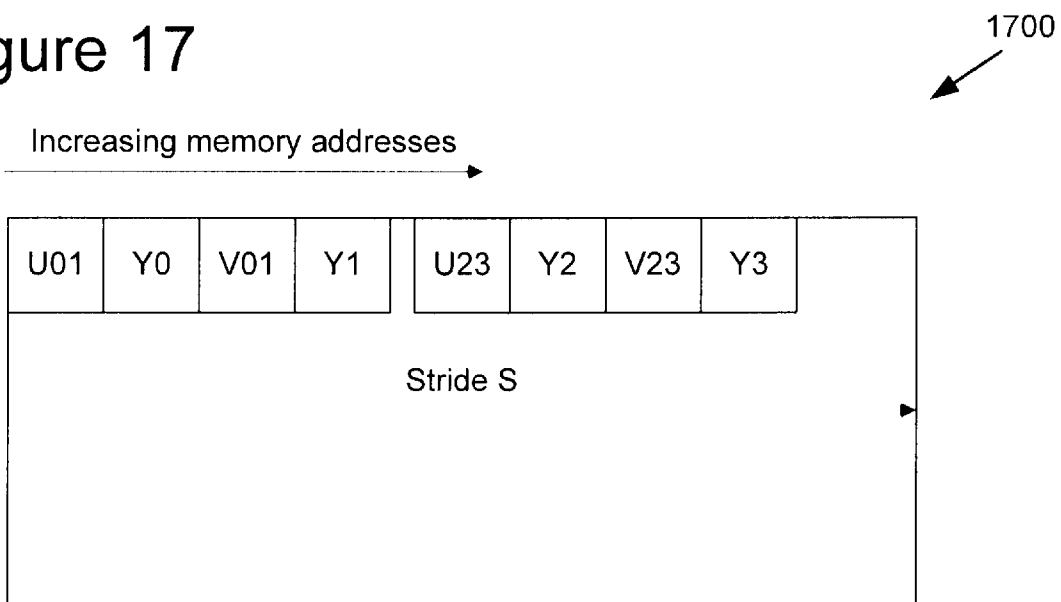 gure 17
1700
Increasing memory addresses
U01 Y0 V01 Y1 U23 Y2 V23 Y3
Stride S